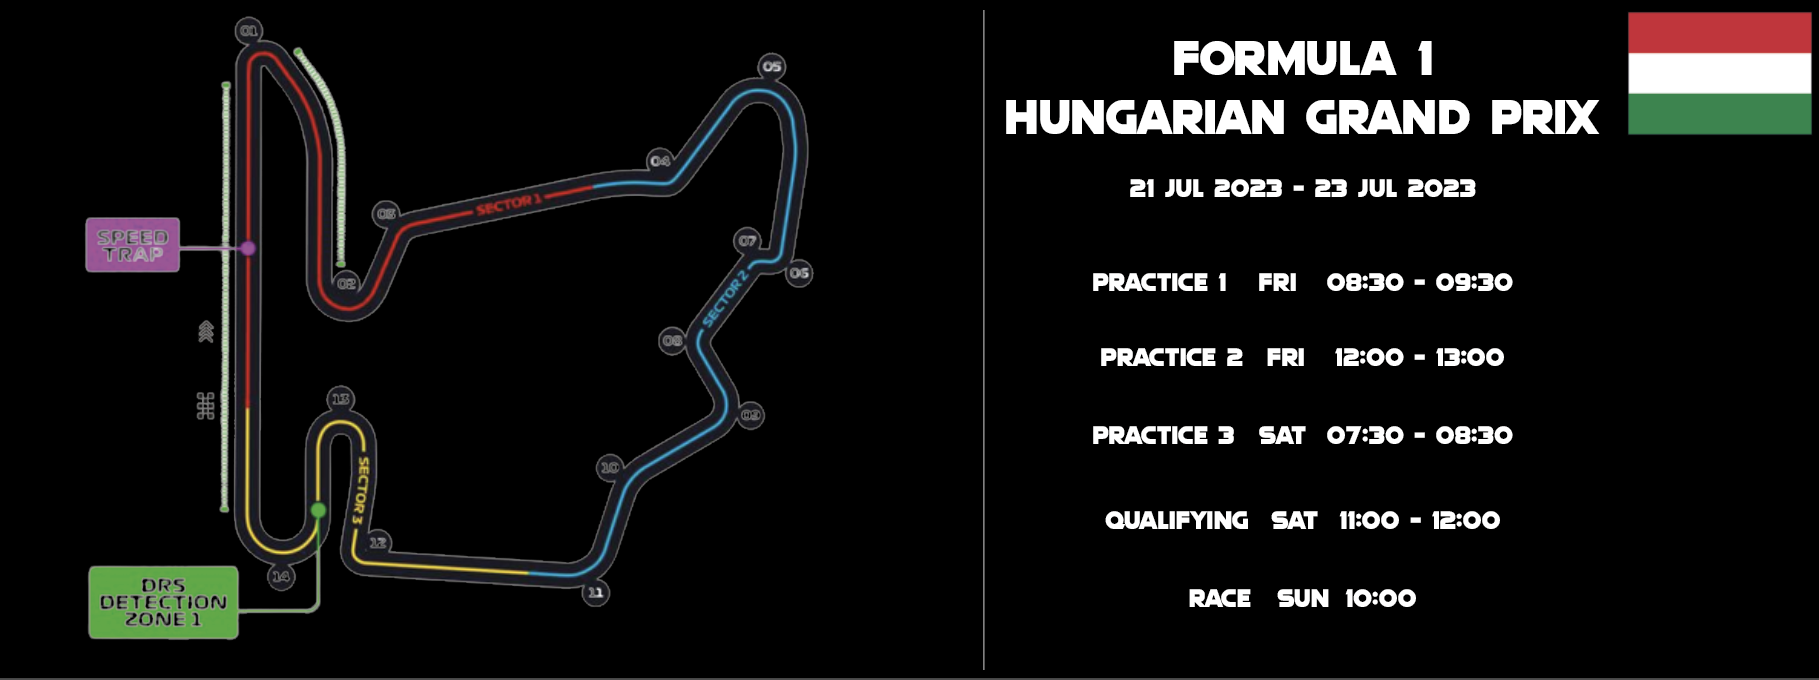 01
05
04
03
SECTOR 1
SPEED
TRAP
07
06
02
SECTOR 2
08
13
09
10
SECTOR 3
12
14
11
DRS
DETECTION
ZONE 1
FORMULA 1
HUNGARIAN GRAND PRIX
21 JUL 2023 - 23 JUL 2023
PRACTICE 1 FRI 08:30 - 09:30
PRACTICE 2 FRI 12:00 - 13:00
PRACTICE 3 SAT 07:30 - 08:30
QUALIFYING SAT 11:00 - 12:00
RACE SUN 10:00